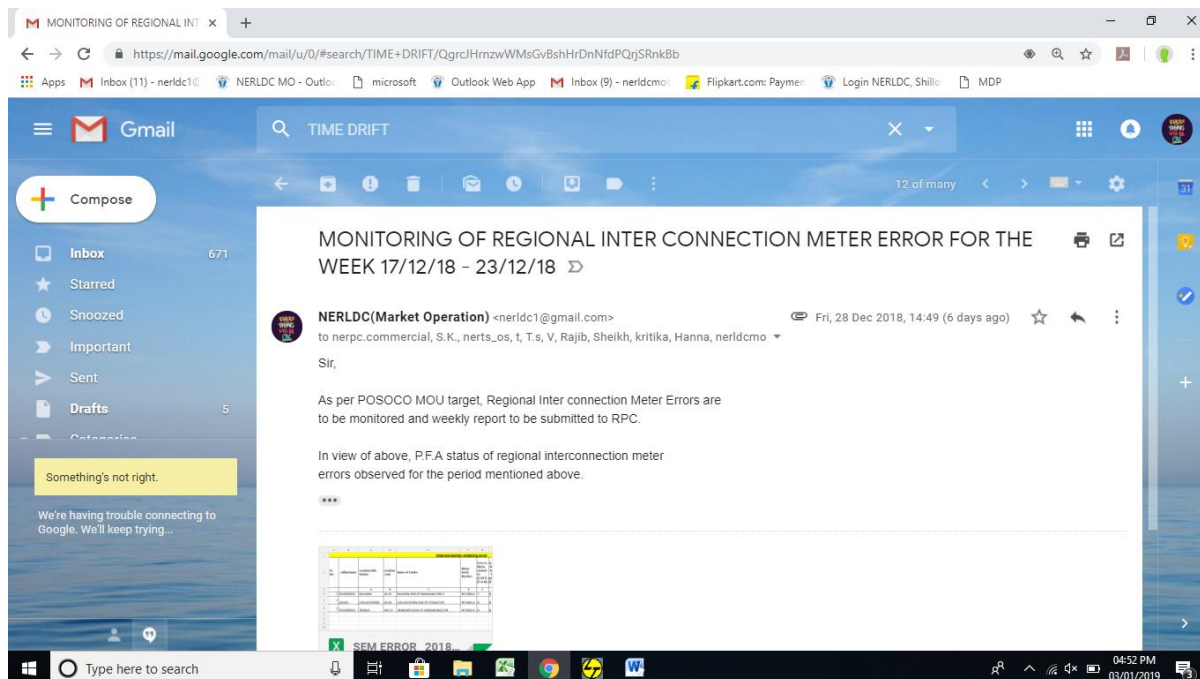 MONITORING OF REGIONAL INT
https://mail.google.com/mail/u/0/#search/TIME+DRIFT/QgrcJHrnzwWMsGvBshHrDnNfdPQrjSRnkBb
Apps Inbox (11) - nerldc1@ NERLDC MO - Outloo microsoft Outlook Web App Inbox (9) - nerldcmo Flipkart.com: Paymen Login NERLDC, Shillo MDP
Gmail
TIME DRIFT
12 of many
31
Compose
Inbox 671
Starred
Snoozed
Important
Sent
Drafts 5
Categories
Something's not right.
We're having trouble connecting to
Google. We'll keep trying...
MONITORING OF REGIONAL INTER CONNECTION METER ERROR FOR THE
WEEK 17/12/18 - 23/12/18
NERLDC(Market Operation) <nerldc1@gmail.com> Fri, 28 Dec 2018, 14:49 (6 days ago)
to nerpc.commercial, S.K., nerts_os, t, T.s, V, Rajib, Sheikh, kritika, Hanna, nerldcmo
Sir,
As per POSOCO MOU target, Regional Inter connection Meter Errors are
to be monitored and weekly report to be submitted to RPC.
In view of above, P.F.A status of regional interconnection meter
errors observed for the period mentioned above.
SEM ERROR 2018...
Type here to search
04:52 PM
03/01/2019